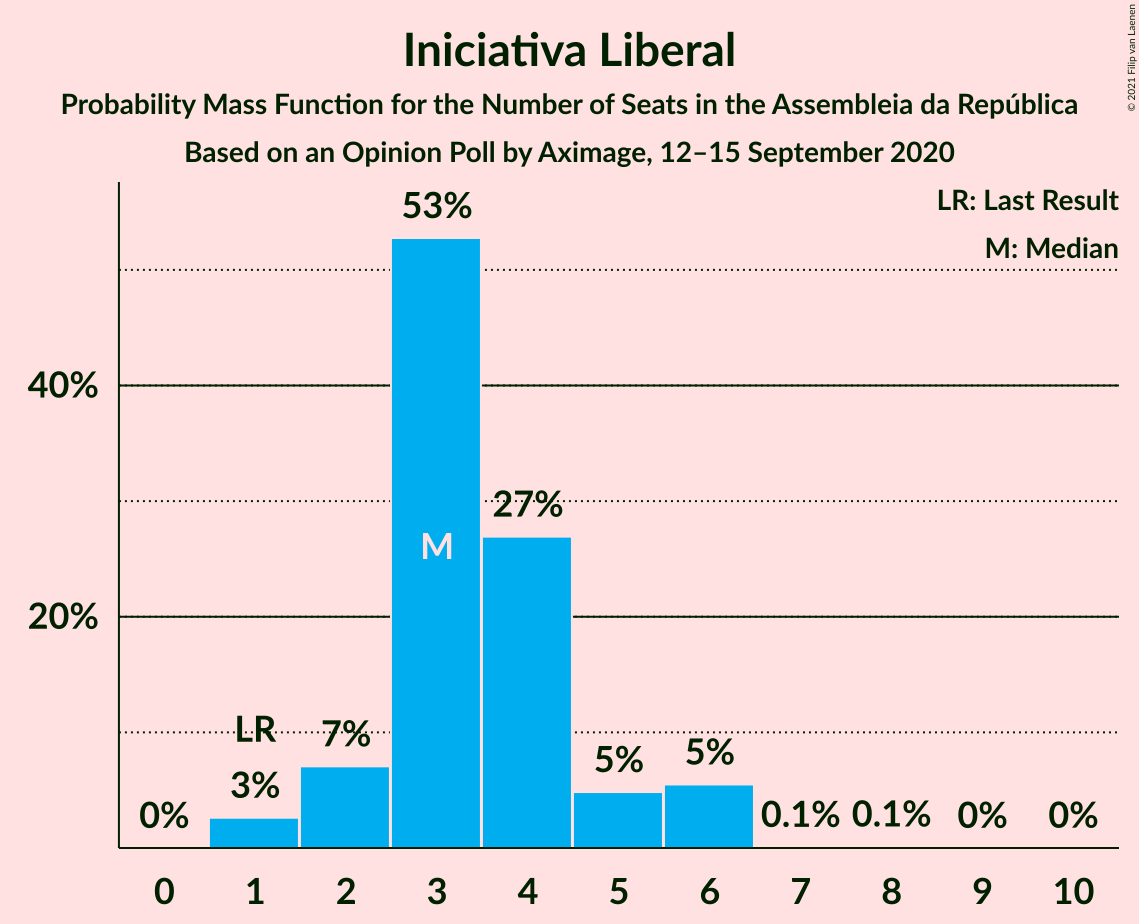 Iniciativa Liberal
Probability Mass Function for the Number of Seats in the Assembleia da República
Based on an Opinion Poll by Aximage, 12–15 September 2020
© 2021 Filip van Laenen
LR: Last Result
M: Median
53%
40%
27%
M
20%
LR
7%
3%
5%
5%
0%
0.1%
0.1%
0%
0%
0 1 2 3 4 5 6 7 8 9 10